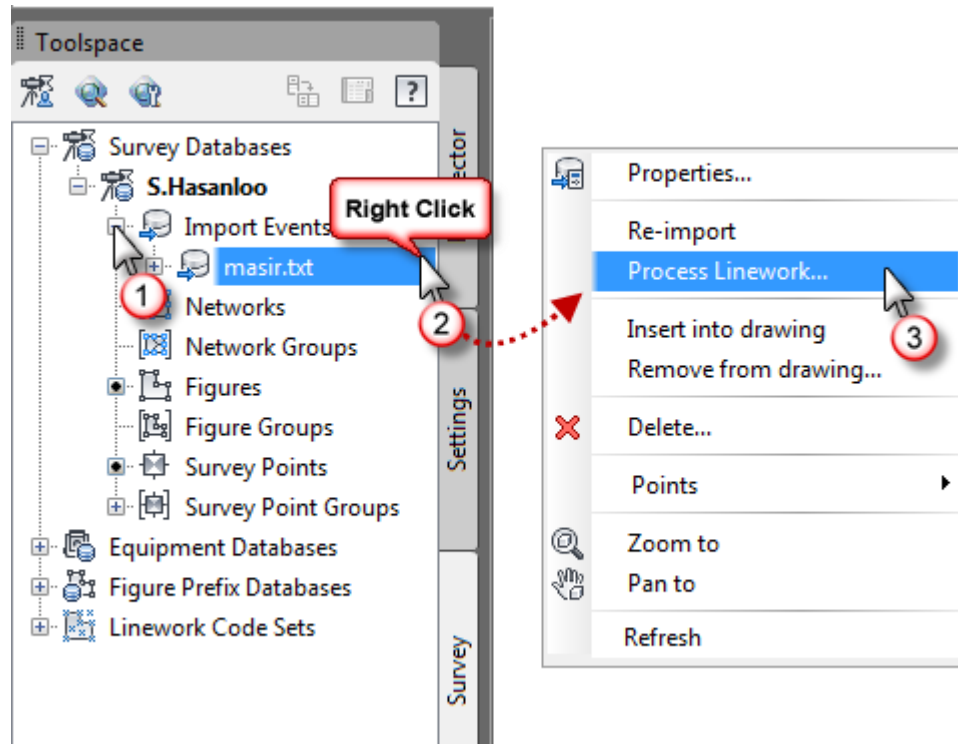 Toolspace
?
Survey Databases
S.Hasanloo
Import Events
Right Click
masir.txt
1
2
Networks
Network Groups
Figures
Figure Groups
Survey Points
Survey Point Groups
Equipment Databases
Figure Prefix Databases
Linework Code Sets
Settings
Survey
Properties...
Re-import
Process Linework...
3
Insert into drawing
Remove from drawing...
Delete...
Points
Zoom to
Pan to
Refresh